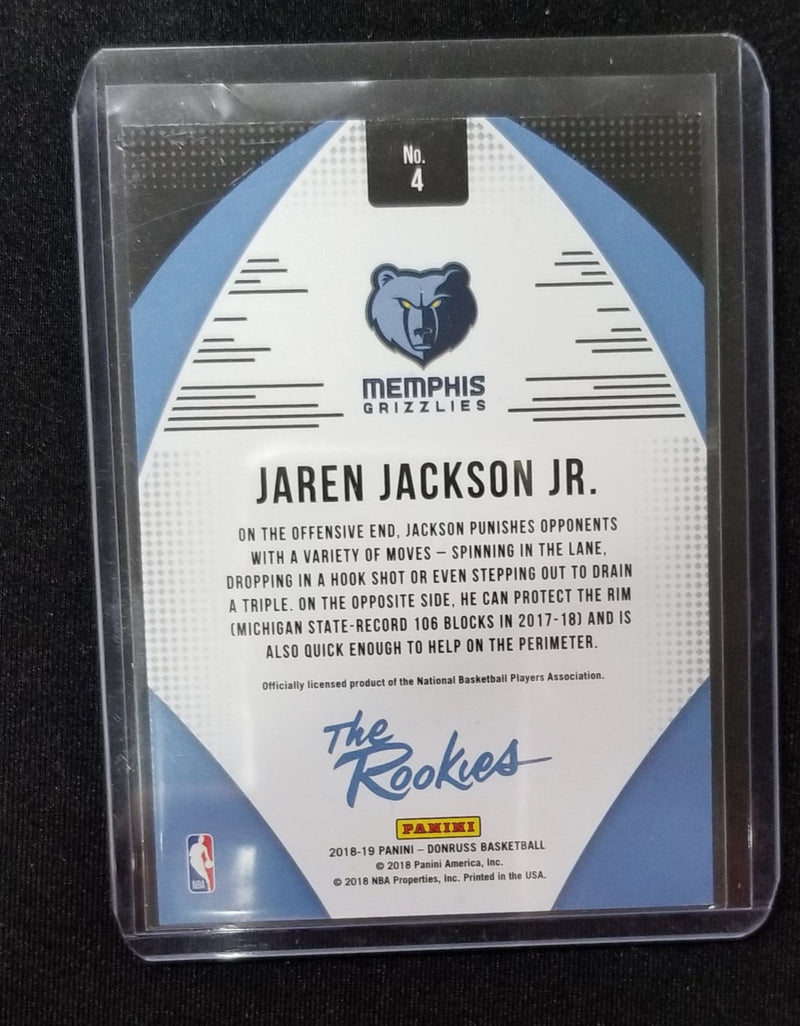 No.
4
MEMPHIS
GRIZZLIES
JAREN JACKSON JR.
ON THE OFFENSIVE END, JACKSON PUNISHES OPPONENTS
WITH A VARIETY OF MOVES – SPINNING IN THE LANE,
DROPPING IN A HOOK SHOT OR EVEN STEPPING OUT TO DRAIN
A TRIPLE. ON THE OPPOSITE SIDE, HE CAN PROTECT THE RIM
(MICHIGAN STATE-RECORD 106 BLOCKS IN 2017-18) AND IS
ALSO QUICK ENOUGH TO HELP ON THE PERIMETER.
Officially licensed product of the National Basketball Players Association.
The
Rookies
PANINI
2018-19 PANINI – DONRUSS BASKETBALL
© 2018 Panini America, Inc.
© 2018 NBA Properties, Inc. Printed in the USA.
NBA